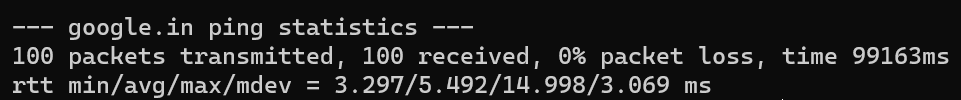 --- google.in ping statistics ---
100 packets transmitted, 100 received, 0% packet loss, time 99163ms
rtt min/avg/max/mdev = 3.297/5.492/14.998/3.069 ms